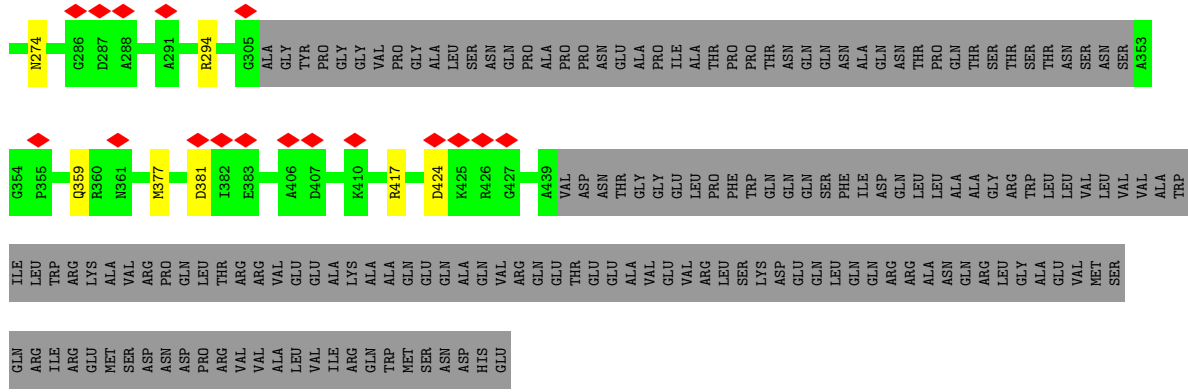 N274 G286 D287 A288 A291 R294 G305 ALA GLY TYR PRO GLY GLY VAL PRO GLY ALA LEU SER ASN GLN PRO ALA PRO PRO ASN GLU ALA PRO ILE ALA THR PRO PRO THR ASN GLN GLN ASN ALA GLN ASN THR PRO GLN THR SER THR SER THR ASN SER ASN SER A353
G354 P355 Q359 R360 N361 M377 D381 I382 E383 A406 D407 K410 R417 D424 K425 R426 G427 A439 VAL ASP ASN THR GLY GLY GLU LEU PRO PHE TRP GLN GLN GLN SER PHE ILE ASP GLN LEU LEU ALA ALA GLY ARG TRP LEU LEU VAL LEU VAL VAL ALA TRP
ILE LEU TRP ARG LYS ALA VAL ARG PRO GLN LEU THR ARG ARG VAL GLU GLU ALA LYS ALA ALA GLN GLU GLN ALA GLN VAL ARG GLN GLU THR GLU GLU ALA VAL GLU VAL ARG LEU SER LYS ASP GLU GLN LEU GLN GLN ARG ARG ALA ASN GLN ARG LEU GLY ALA GLU VAL MET SER
GLN ARG ILE ARG GLU MET SER ASP ASN ASP PRO ARG VAL VAL ALA LEU VAL ILE ARG GLN TRP MET SER ASN ASP HIS GLU